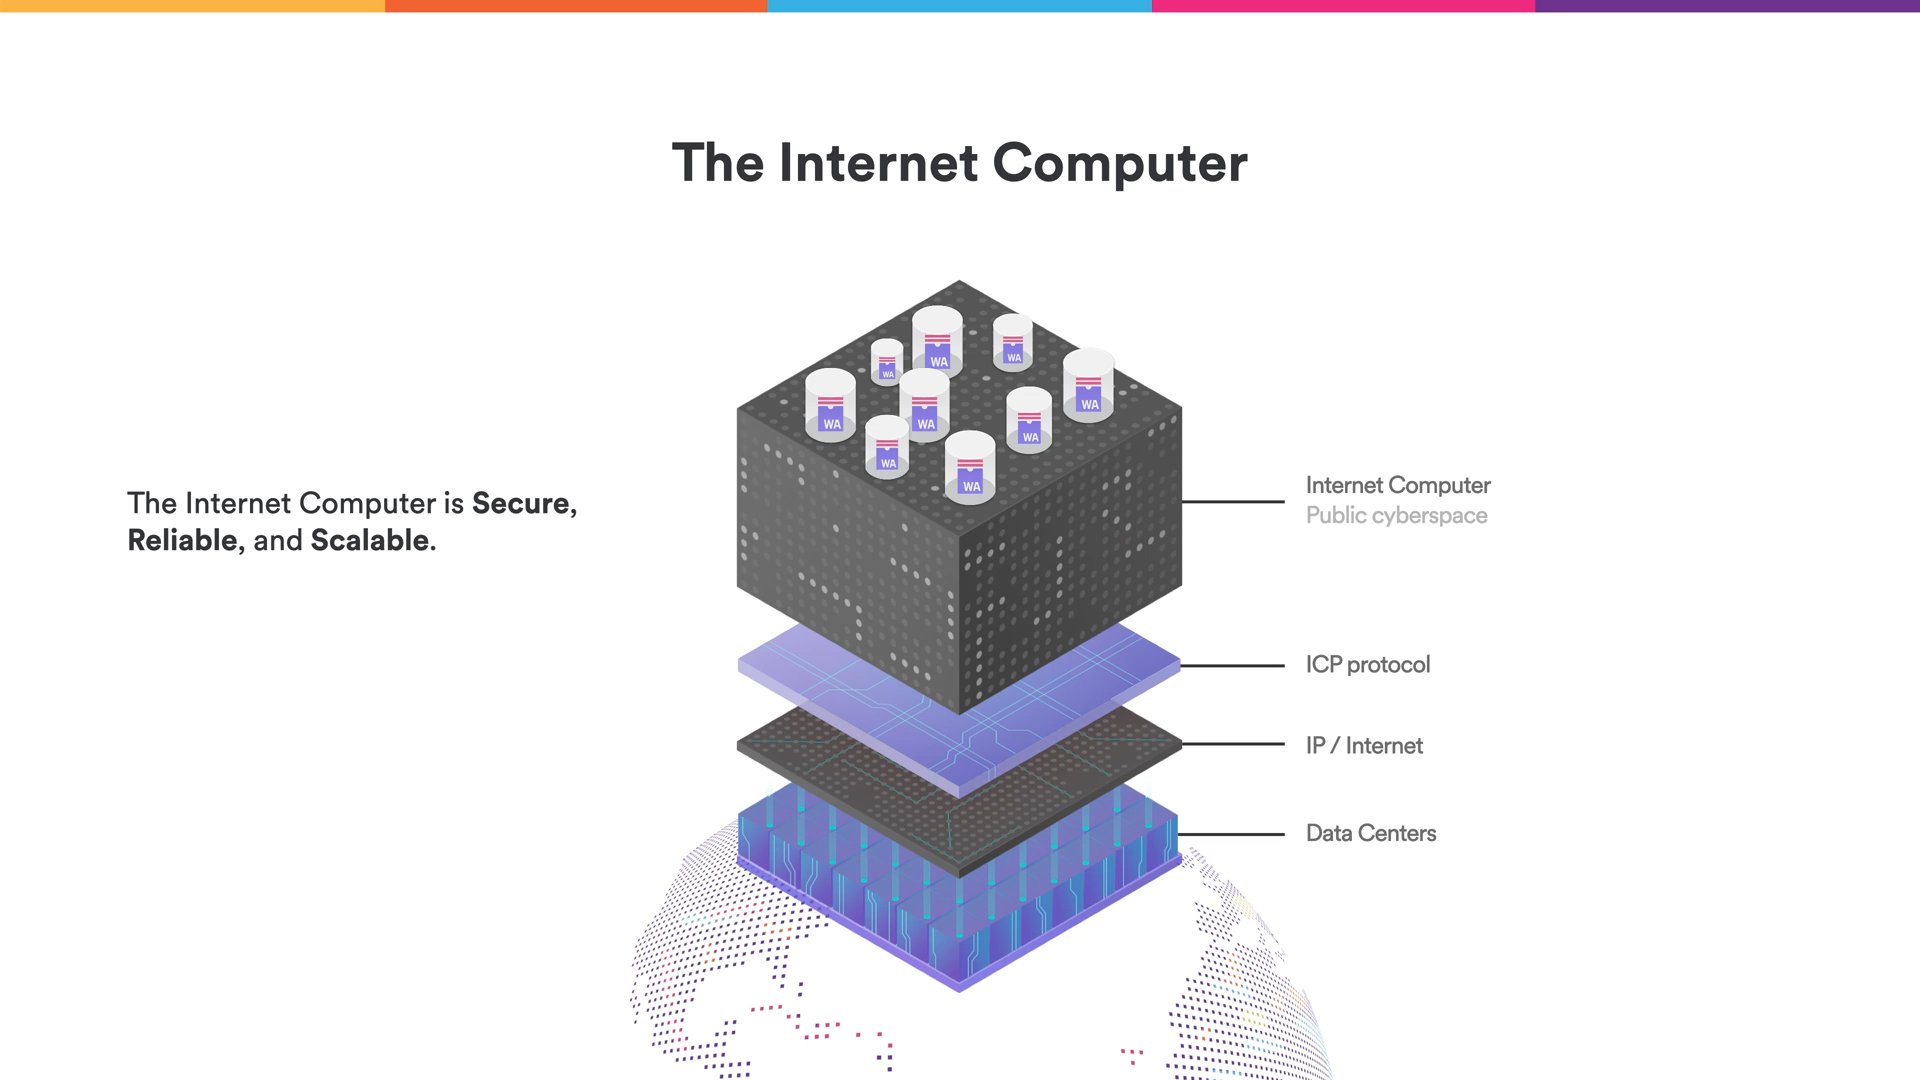 The Internet Computer
The Internet Computer is Secure,
Reliable, and Scalable.
WA
WA
WA
WA
WA
WA
WA
WA
WA
Internet Computer
Public cyberspace
ICP protocol
IP / Internet
Data Centers